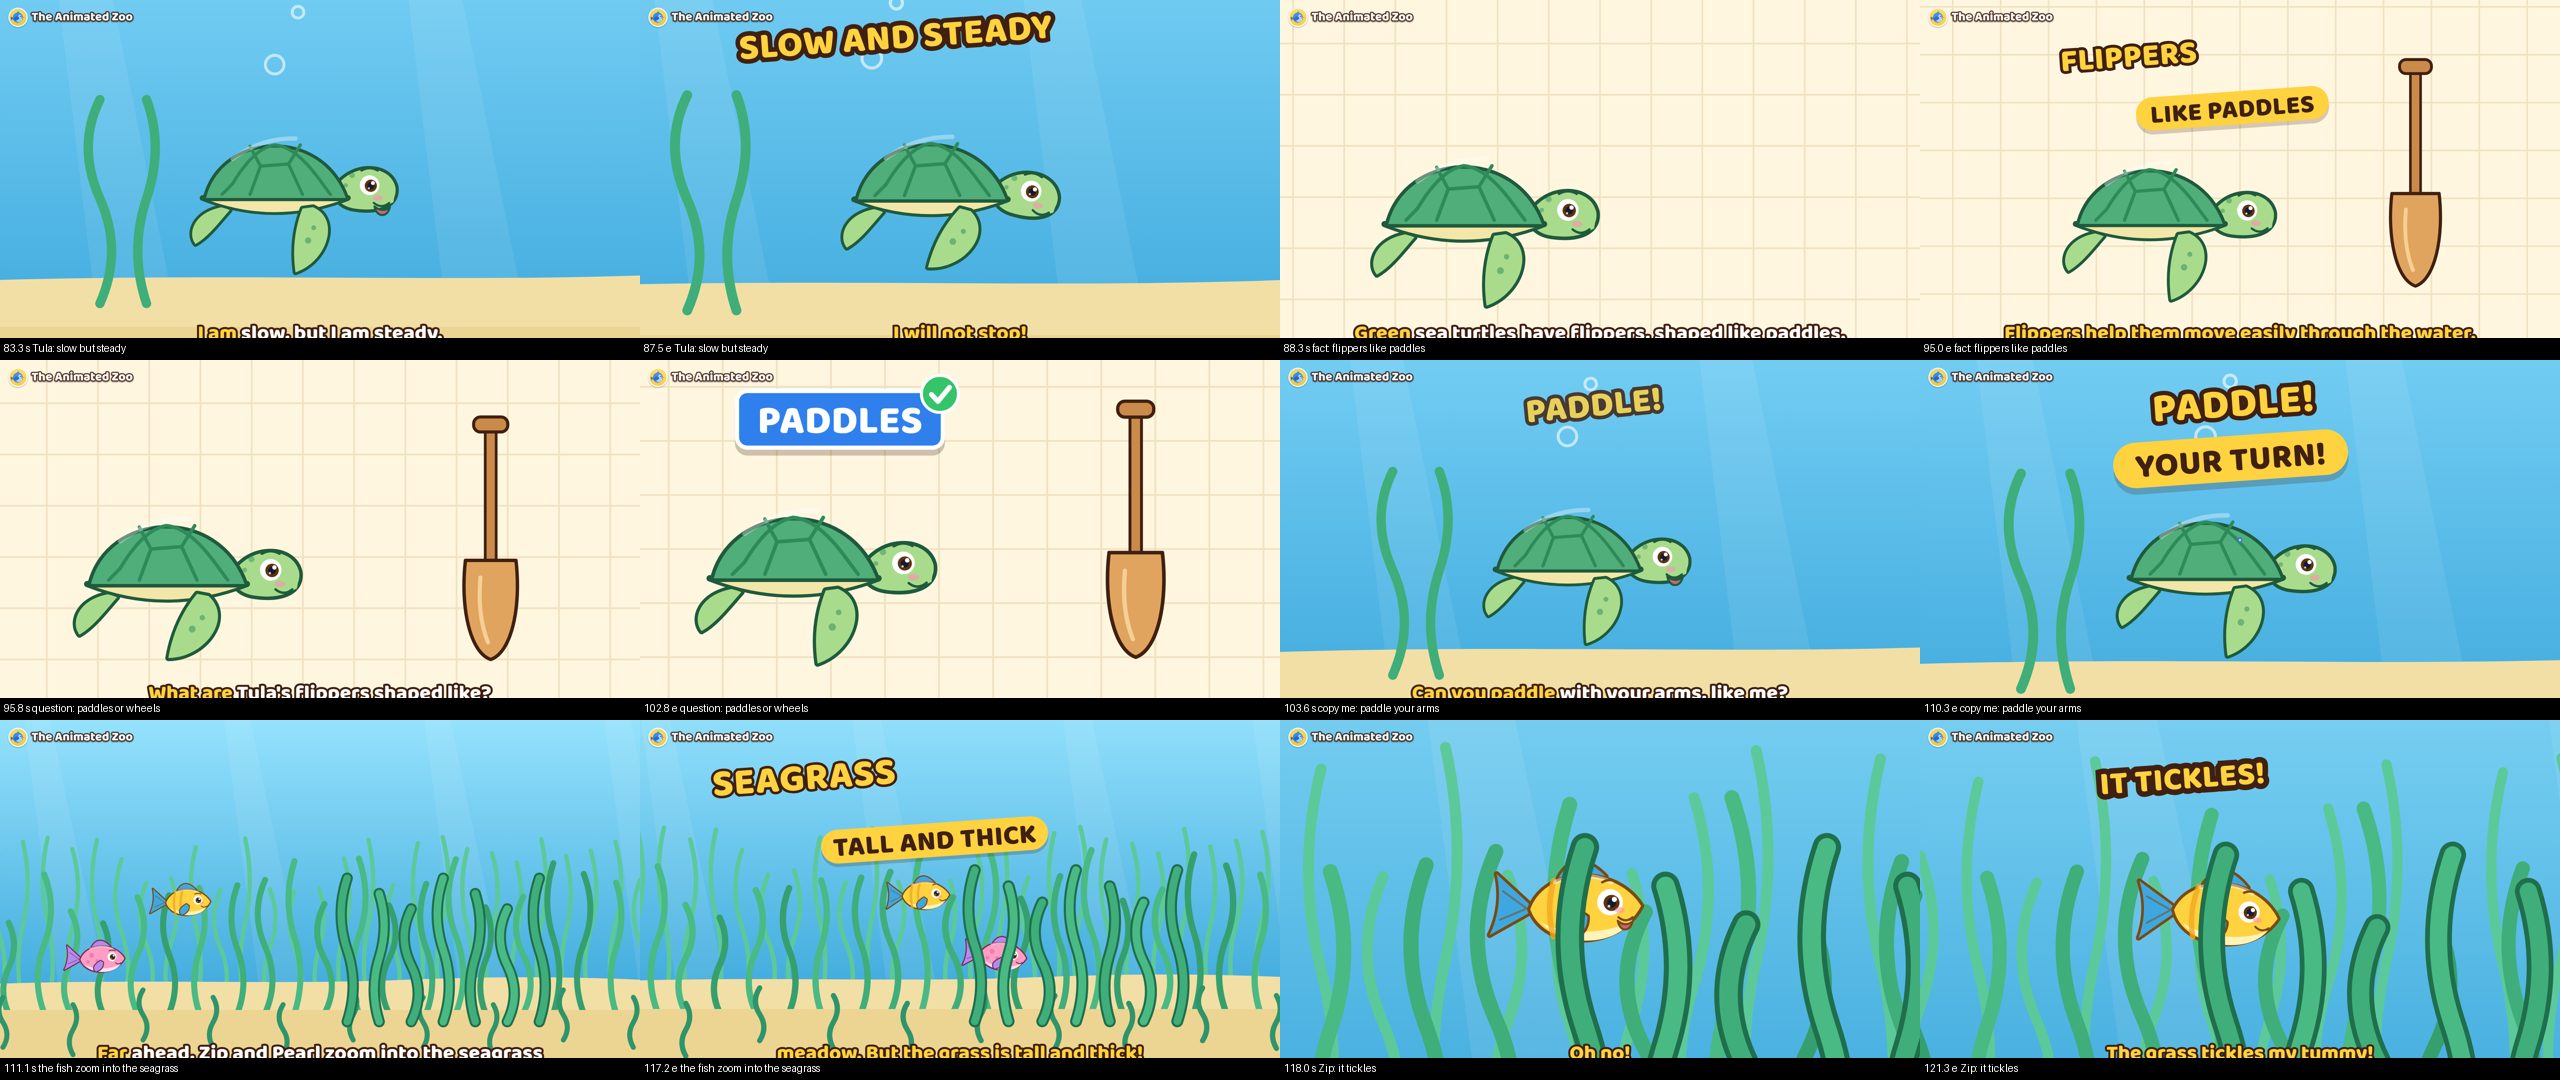 The Animated Zoo
I am slow, but I am steady.
83.3 s Tula: slow but steady
The Animated Zoo
SLOW AND STEADY
I will not stop!
87.5 e Tula: slow but steady
The Animated Zoo
Green sea turtles have flippers, shaped like paddles.
88.3 s fact: flippers like paddles
The Animated Zoo
FLIPPERS
LIKE PADDLES
Flippers help them move easily through the water.
95.0 e fact: flippers like paddles
The Animated Zoo
What are Tula's flippers shaped like?
95.8 s question: paddles or wheels
The Animated Zoo
PADDLES
102.8 e question: paddles or wheels
The Animated Zoo
PADDLE!
Can you paddle with your arms, like me?
103.6 s copy me: paddle your arms
The Animated Zoo
PADDLE!
YOUR TURN!
110.3 e copy me: paddle your arms
The Animated Zoo
Far ahead, Zip and Pearl zoom into the seagrass
111.1 s the fish zoom into the seagrass
The Animated Zoo
SEAGRASS
TALL AND THICK
meadow. But the grass is tall and thick!
117.2 e the fish zoom into the seagrass
The Animated Zoo
Oh no!
118.0 s Zip: it tickles
The Animated Zoo
IT TICKLES!
The grass tickles my tummy!
121.3 e Zip: it tickles